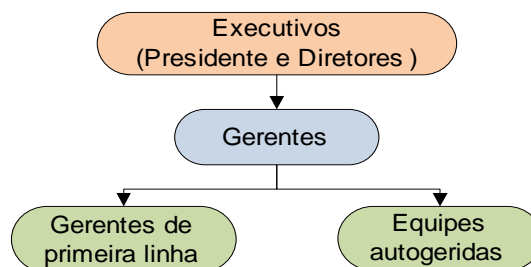 Executivos
(Presidente e Diretores )
Gerentes
Gerentes de
primeira linha
Equipes
autogeridas